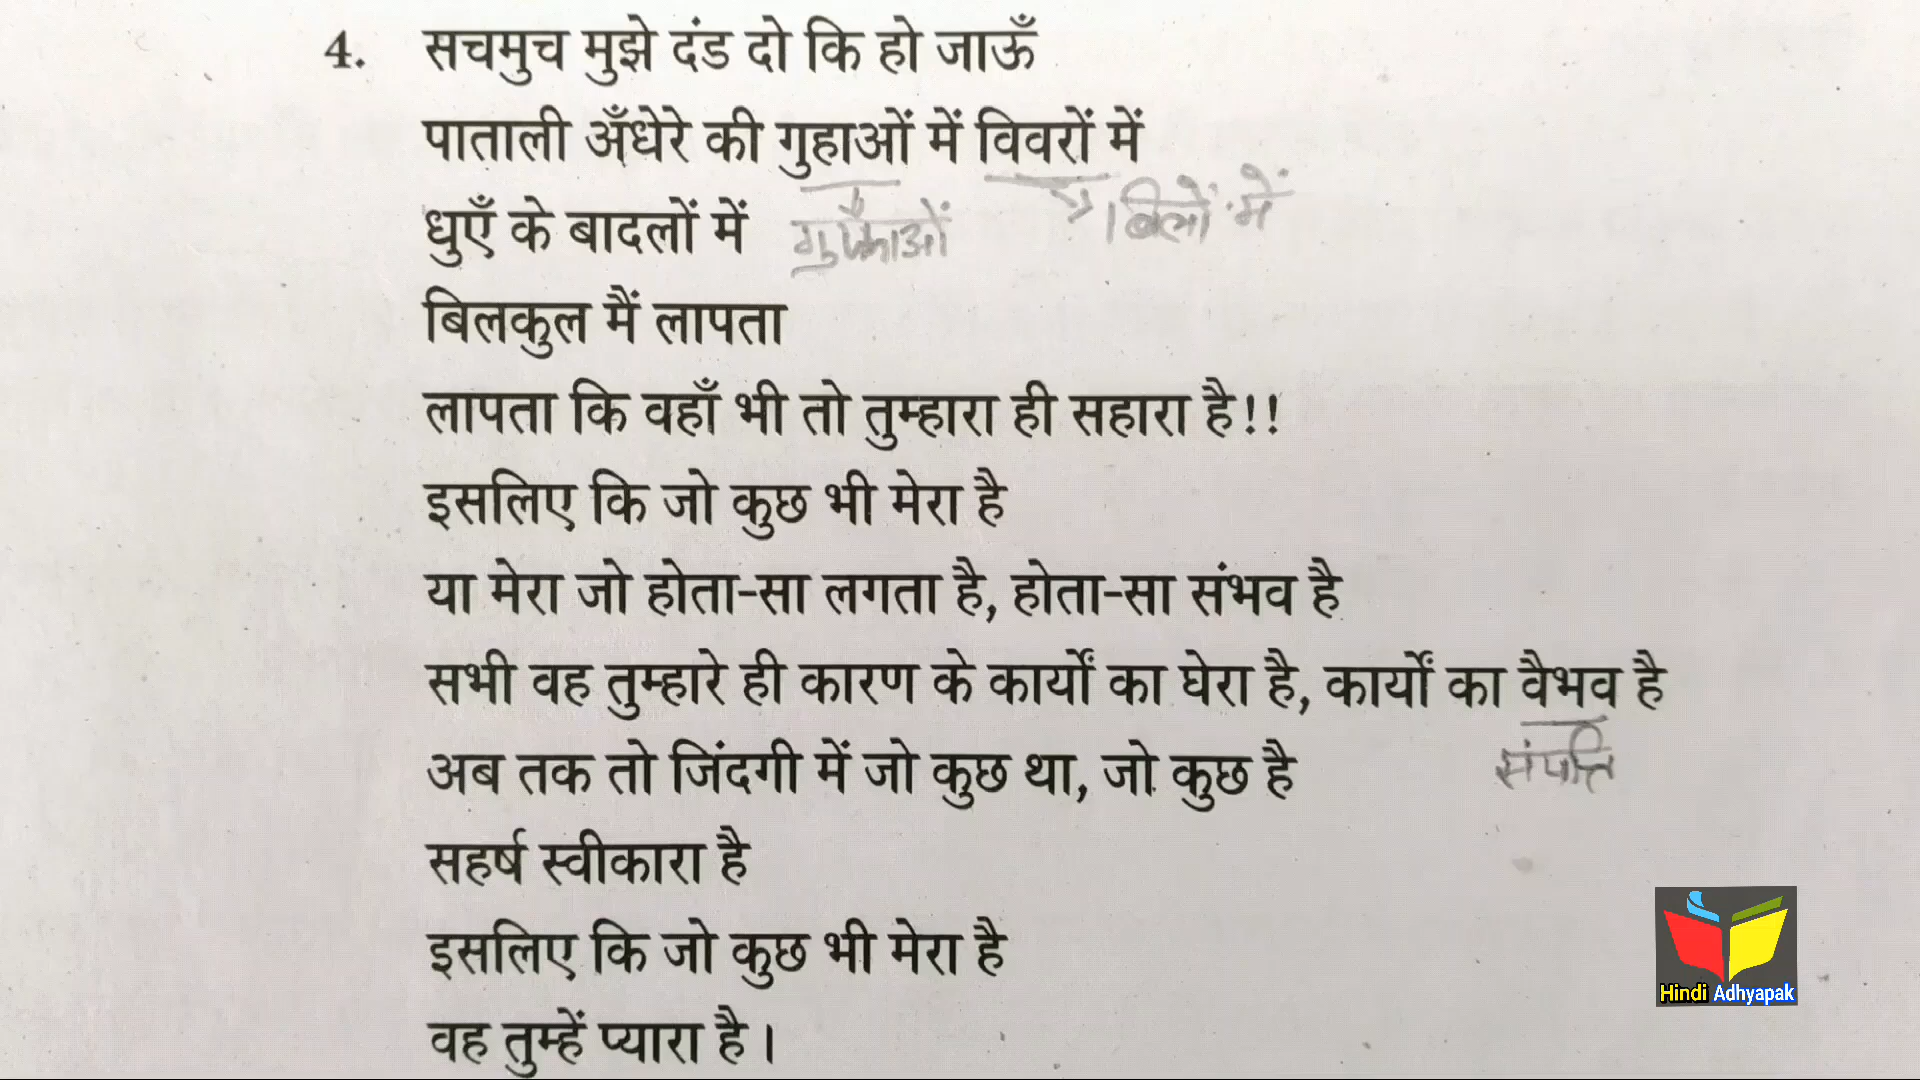 4. सचमुच मुझे दंड दो कि हो जाऊँ
पाताली अँधेरे की गुहाओं में विवरों में
धुएँ के बादलों में
गुफाओं
बिलों में
बिलकुल मैं लापता
लापता कि वहाँ भी तो तुम्हारा ही सहारा है!!
इसलिए कि जो कुछ भी मेरा है
या मेरा जो होता-सा लगता है, होता-सा संभव है
सभी वह तुम्हारे ही कारण के कार्यों का घेरा है, कार्यों का वैभव है
संपत्ति
अब तक तो जिंदगी में जो कुछ था, जो कुछ है
सहर्ष स्वीकारा है
इसलिए कि जो कुछ भी मेरा है
वह तुम्हें प्यारा है।
Hindi Adhyapak